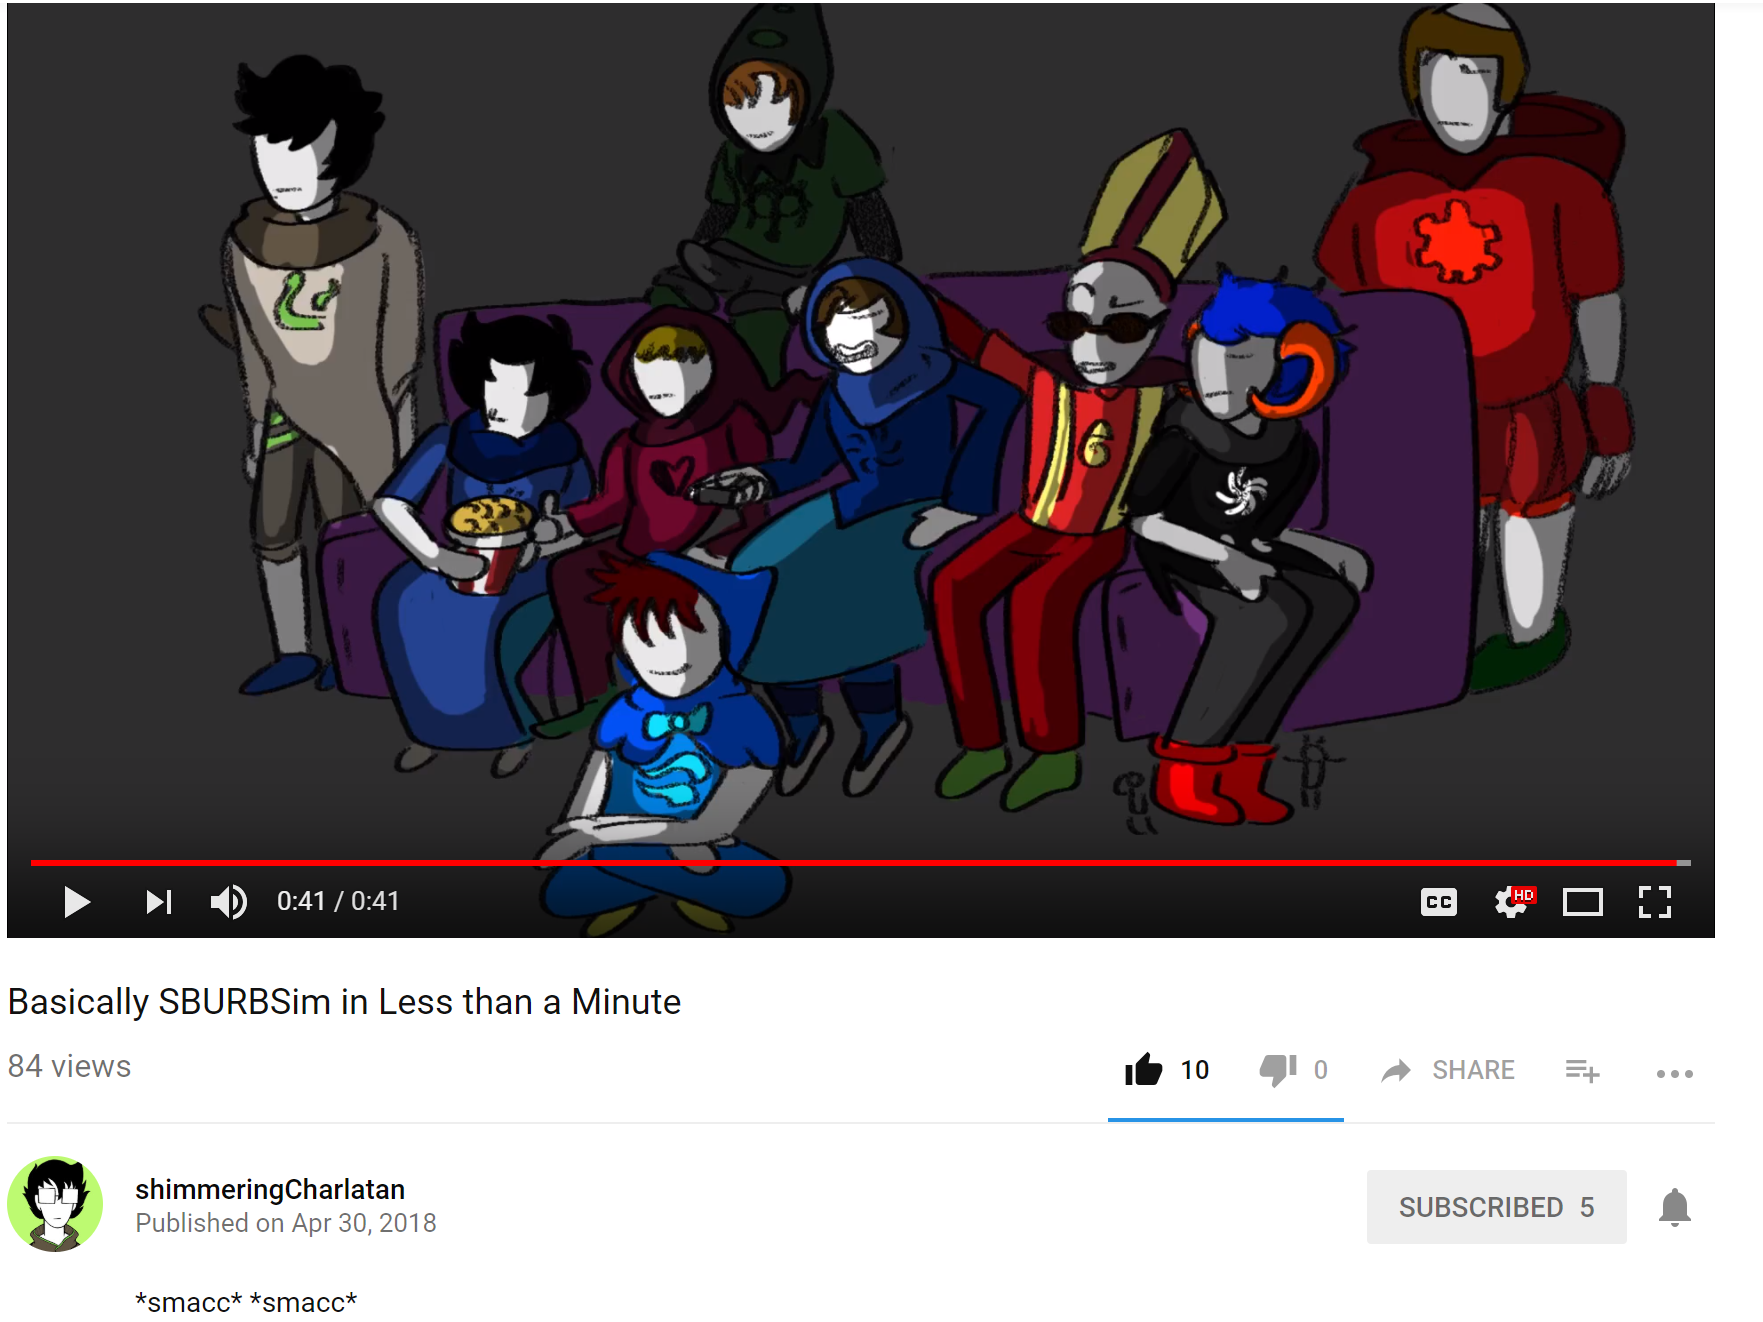 6
0:41 / 0:41
CC
HD
Basically SBURBSim in Less than a Minute
84 views
10
0
SHARE
shimmeringCharlatan
Published on Apr 30, 2018
SUBSCRIBED 5
*smacc* *smacc*